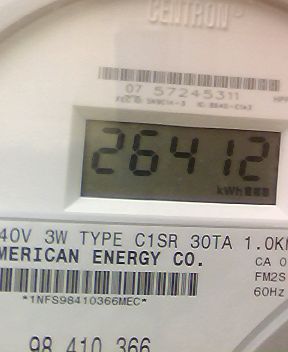 CENTRON®
07 57245311
26412
kWh
40V 3W TYPE C1SR 30TA 1.0K
MERICAN ENERGY CO.
CA 0
FM2S
60Hz
*1NFS98410366MEC*
98 410 366